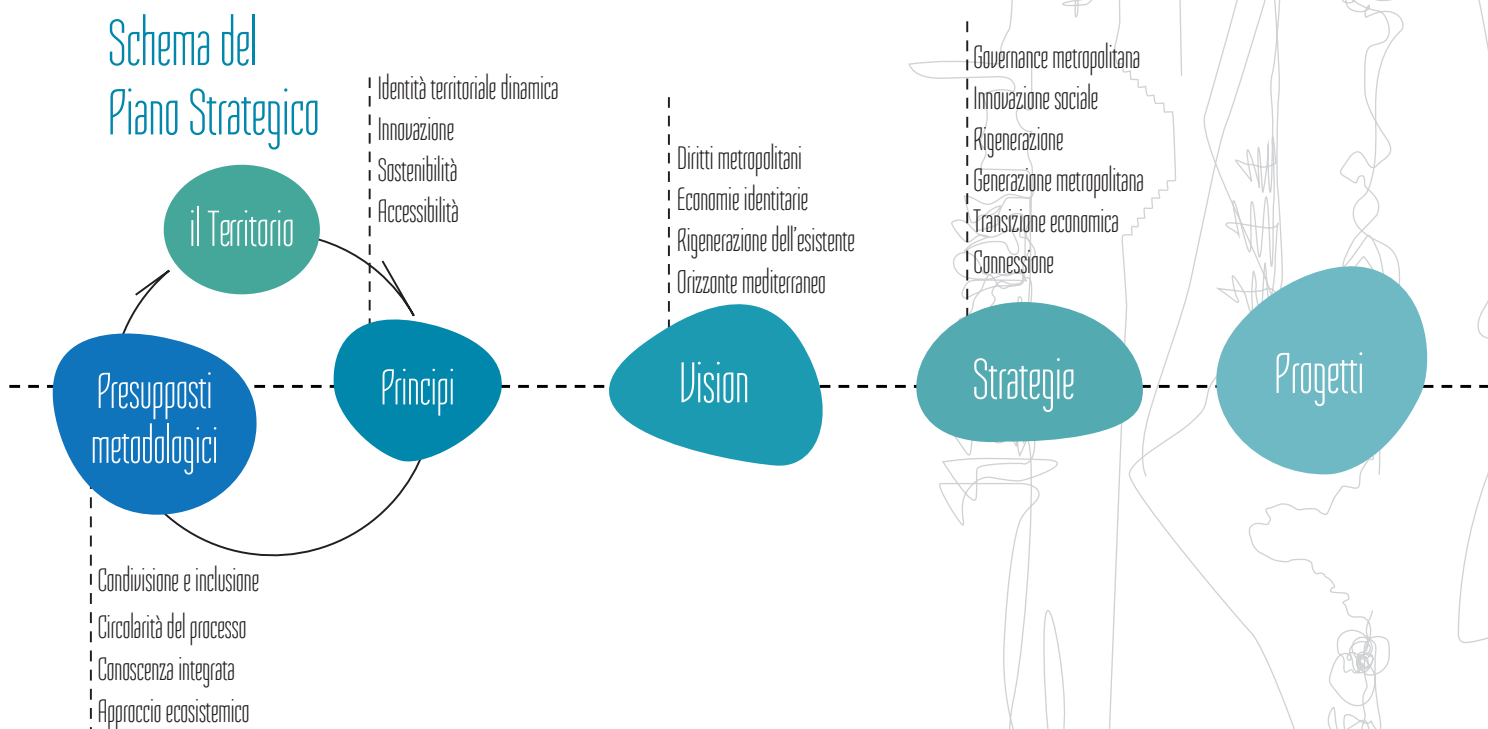 Schema del
Piano Strategico
il Territorio
Presupposti
metodologici
Condivisione e inclusione
Circolarità del processo
Conoscenza integrata
Approccio ecosistemico
Identità territoriale dinamica
Innovazione
Sostenibilità
Accessibilità
Principi
Diritti metropolitani
Economie identitarie
Rigenerazione dell'esistente
Orizzonte mediterraneo
Vision
Governance metropolitana
Innovazione sociale
Rigenerazione
Generazione metropolitana
Transizione economica
Connessione
Strategie
Progetti